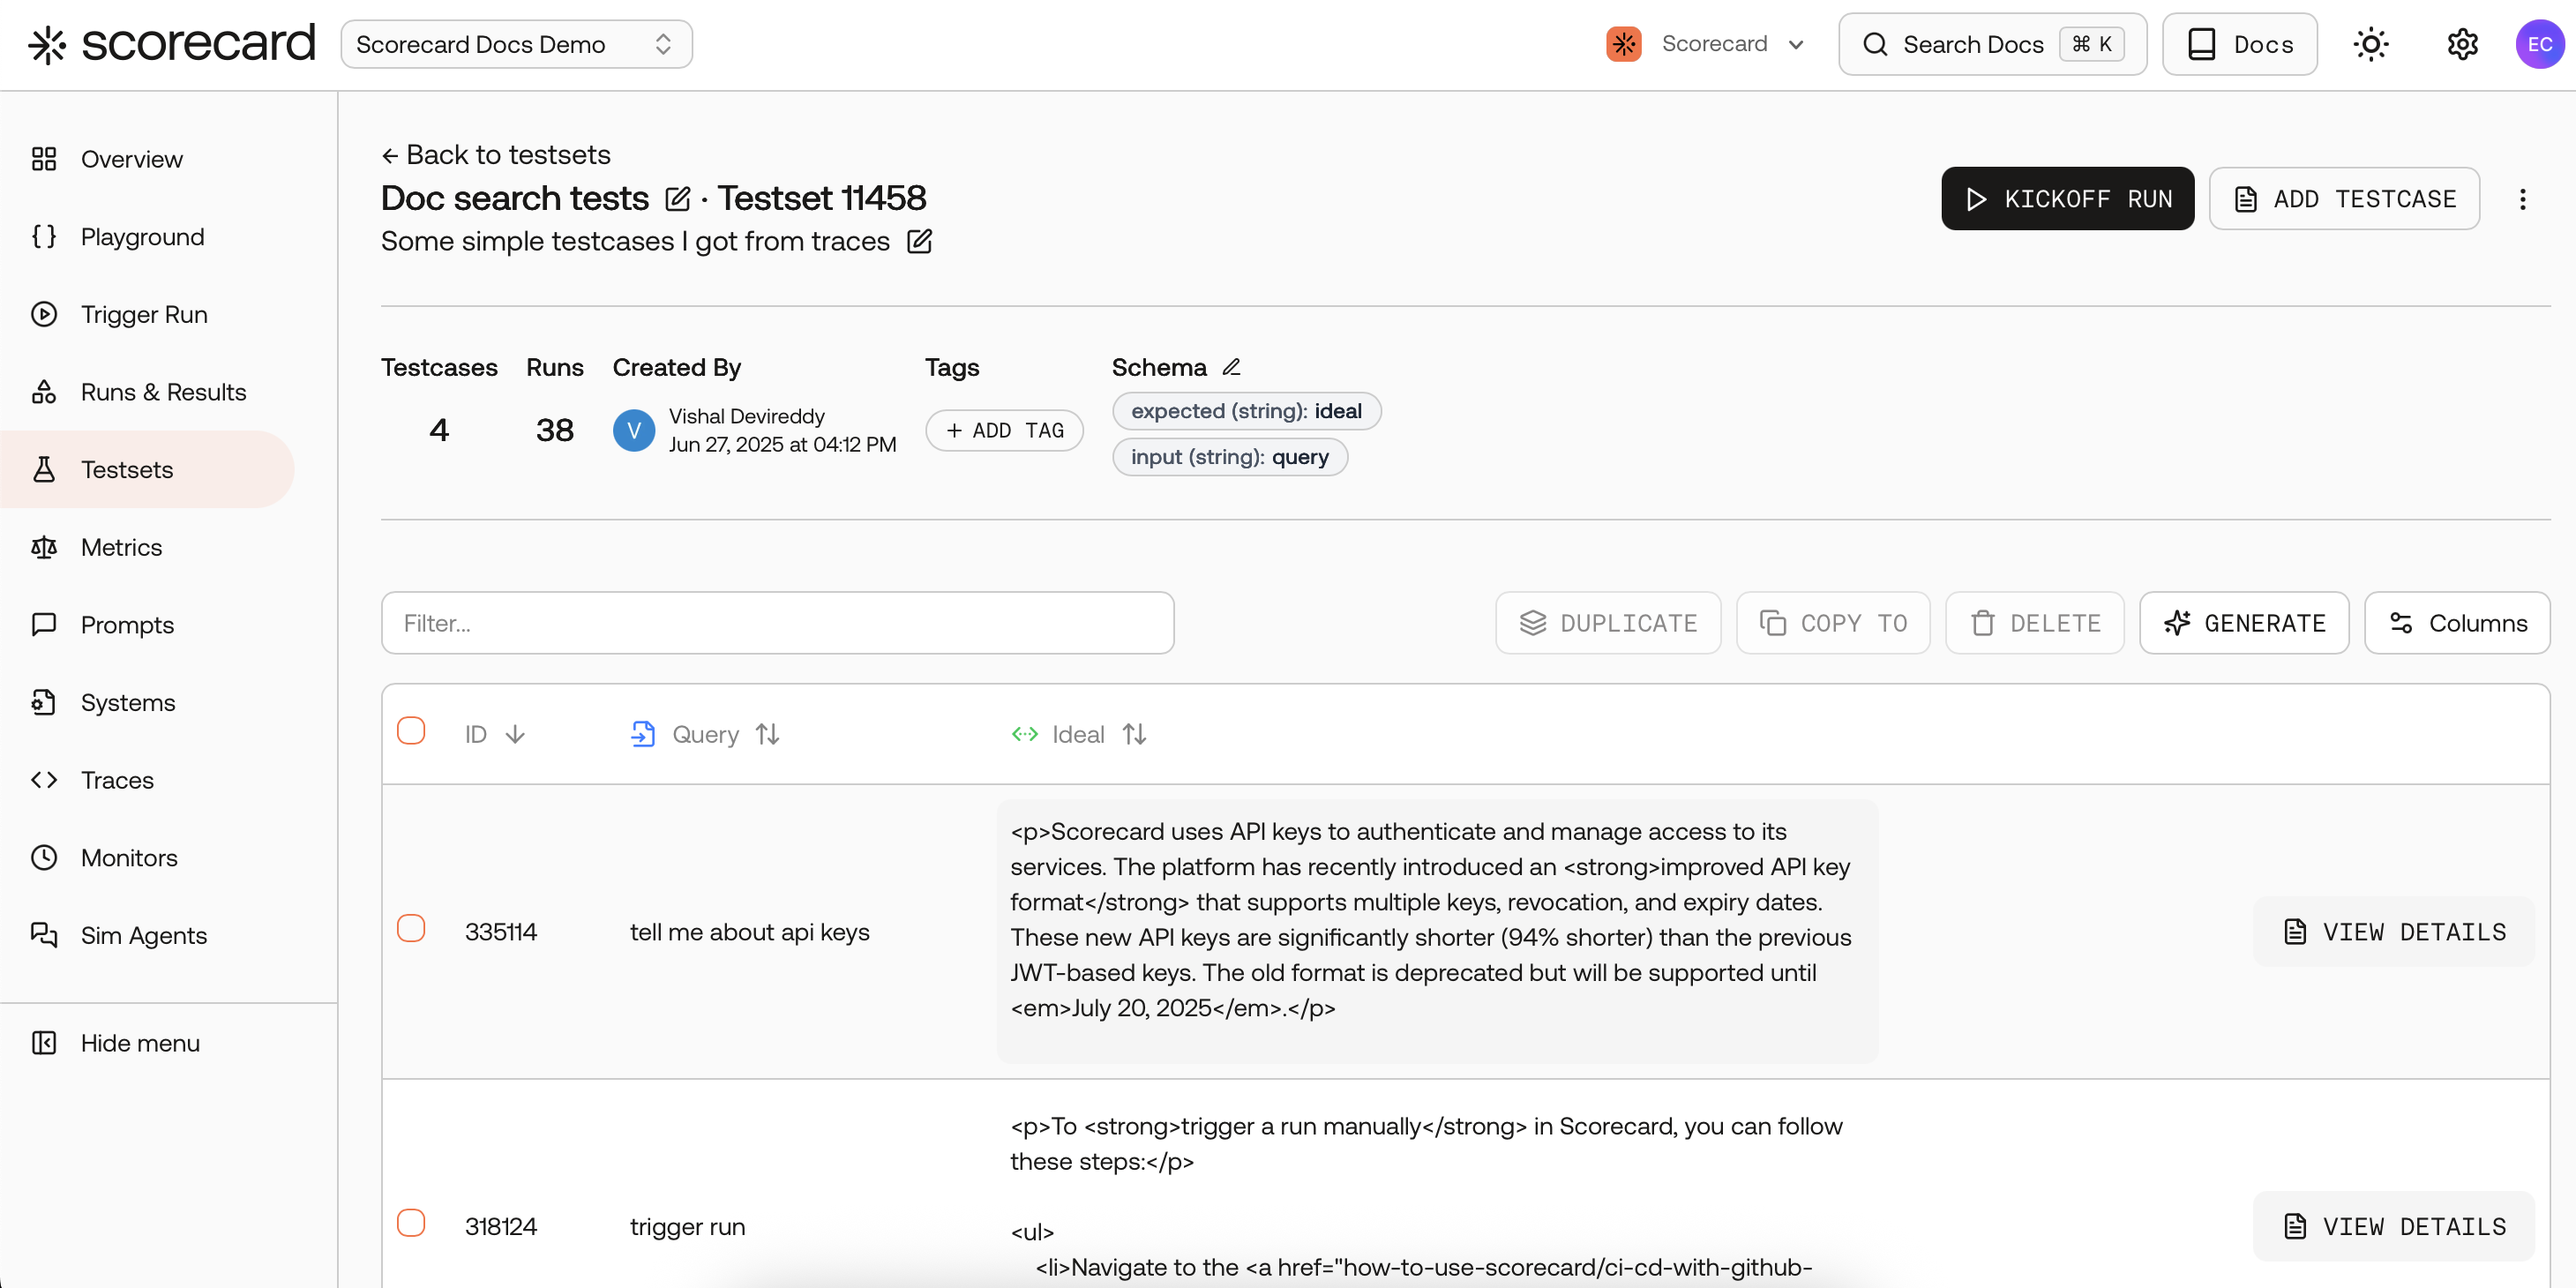 scorecard
Scorecard Docs Demo
Scorecard
Search Docs
⌘ K
Docs
EC
Overview
Playground
Trigger Run
Runs & Results
Testsets
Metrics
Prompts
Systems
Traces
Monitors
Sim Agents
Hide menu
← Back to testsets
Doc search tests · Testset 11458
Some simple testcases I got from traces
KICKOFF RUN
ADD TESTCASE
Testcases
Runs
Created By
Tags
Schema
4
38
V
Vishal Devireddy
Jun 27, 2025 at 04:12 PM
+ ADD TAG
expected (string): ideal
input (string): query
Filter...
DUPLICATE
COPY TO
DELETE
GENERATE
Columns
ID
Query
Ideal
335114
tell me about api keys
<p>Scorecard uses API keys to authenticate and manage access to its
services. The platform has recently introduced an <strong>improved API key
format</strong> that supports multiple keys, revocation, and expiry dates.
These new API keys are significantly shorter (94% shorter) than the previous
JWT-based keys. The old format is deprecated but will be supported until
<em>July 20, 2025</em>.</p>
VIEW DETAILS
318124
trigger run
<p>To <strong>trigger a run manually</strong> in Scorecard, you can follow
these steps:</p>
<ul>
<li>Navigate to the <a href="how-to-use-scorecard/ci-cd-with-github-
VIEW DETAILS